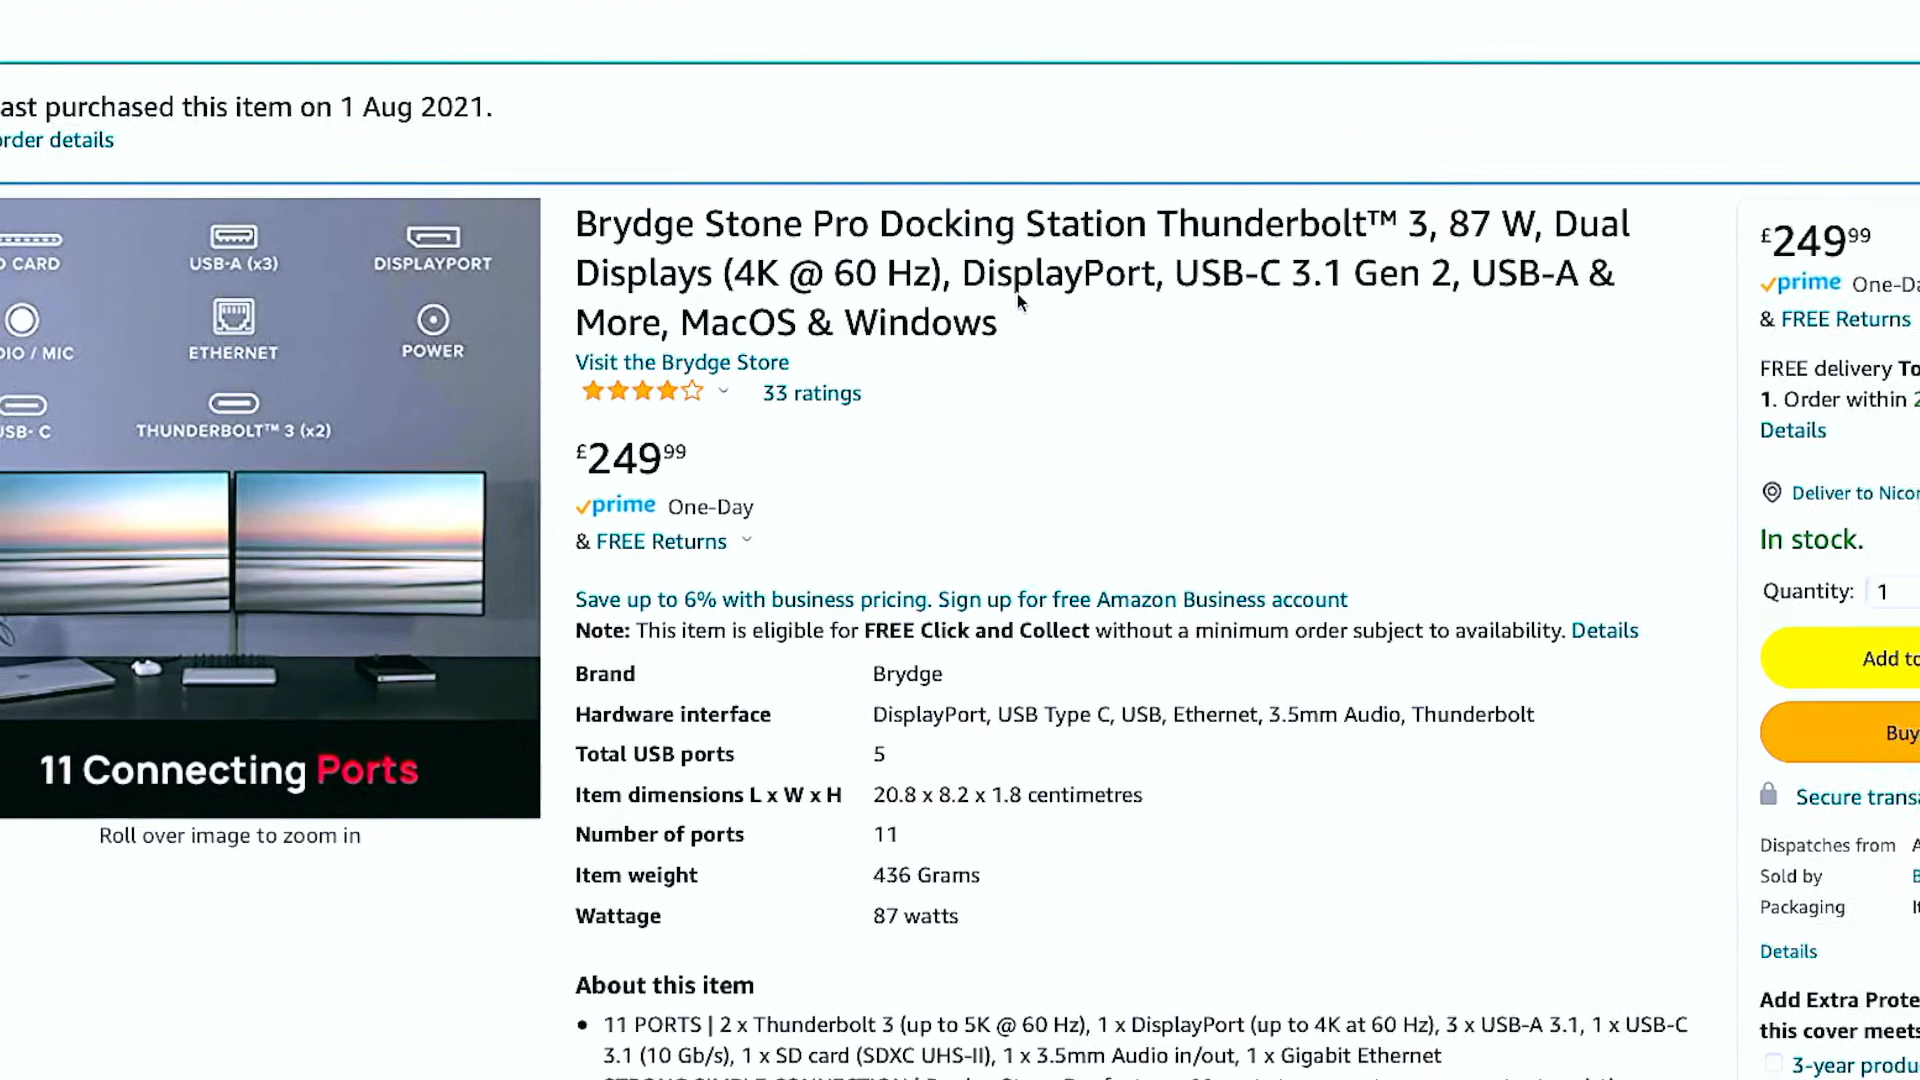 ast purchased this item on 1 Aug 2021.
order details
D CARD
USB-A (x3)
DISPLAYPORT
DIO / MIC
ETHERNET
POWER
USB- C
THUNDERBOLT™ 3 (x2)
11 Connecting Ports
Roll over image to zoom in
Brydge Stone Pro Docking Station Thunderbolt™ 3, 87 W, Dual
Displays (4K @ 60 Hz), DisplayPort, USB-C 3.1 Gen 2, USB-A &
More, MacOS & Windows
Visit the Brydge Store
33 ratings
£249⁹⁹
prime One-Day
& FREE Returns
Save up to 6% with business pricing. Sign up for free Amazon Business account
Note: This item is eligible for FREE Click and Collect without a minimum order subject to availability. Details
Brand Brydge
Hardware interface DisplayPort, USB Type C, USB, Ethernet, 3.5mm Audio, Thunderbolt
Total USB ports 5
Item dimensions L x W x H 20.8 x 8.2 x 1.8 centimetres
Number of ports 11
Item weight 436 Grams
Wattage 87 watts
About this item
• 11 PORTS | 2 x Thunderbolt 3 (up to 5K @ 60 Hz), 1 x DisplayPort (up to 4K at 60 Hz), 3 x USB-A 3.1, 1 x USB-C
3.1 (10 Gb/s), 1 x SD card (SDXC UHS-II), 1 x 3.5mm Audio in/out, 1 x Gigabit Ethernet
£249⁹⁹
prime One-Da
& FREE Returns
FREE delivery To
1. Order within 2
Details
Deliver to Nico
In stock.
Quantity: 1
Add to
Buy
Secure trans
Dispatches from A
Sold by B
Packaging It
Details
Add Extra Prote
this cover meets
3-year produ